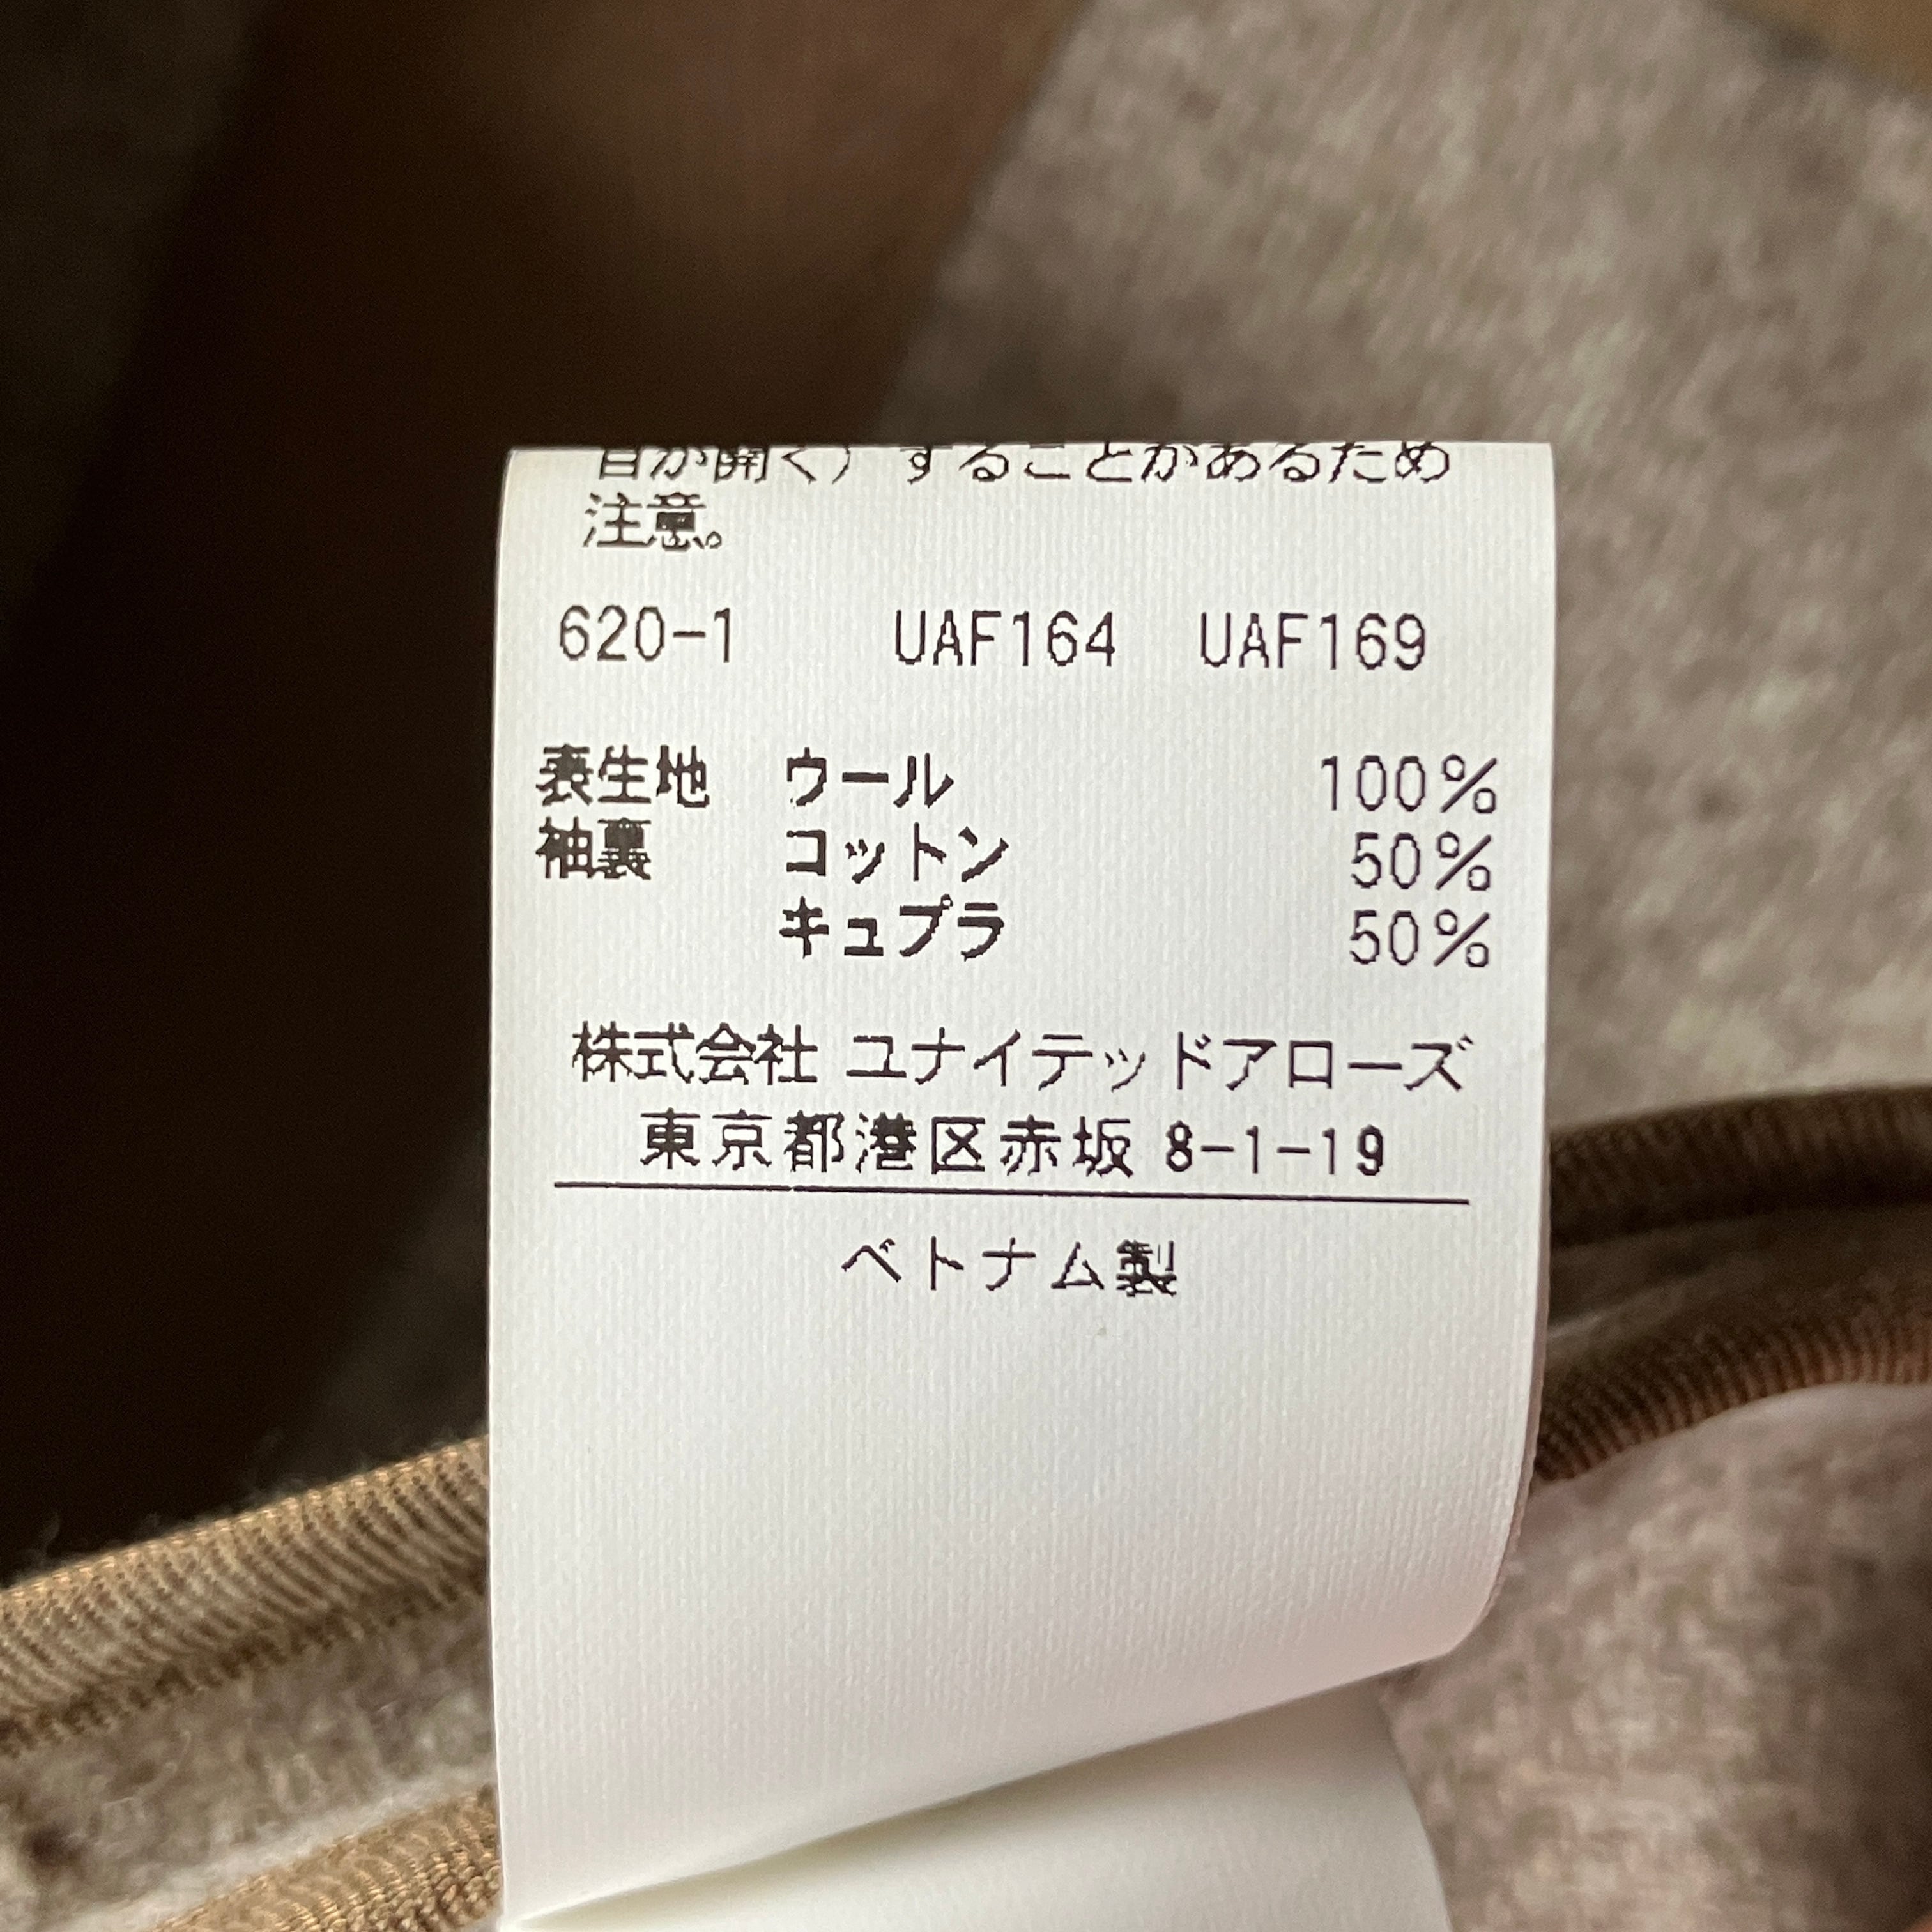 目が開く）することがあるため
注意。
620-1 UAF164 UAF169
表生地 ウール 100%
袖裏 コットン 50%
キュプラ 50%
株式会社 ユナイテッドアローズ
東京都港区赤坂 8-1-19
ベトナム製